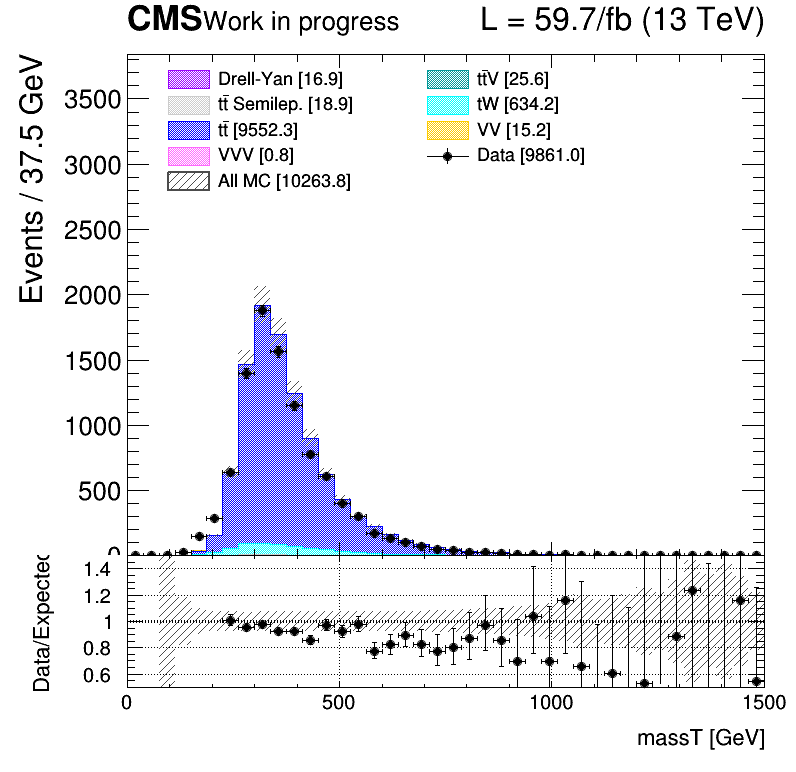 CMS Work in progress L = 59.7/fb (13 TeV)
Events / 37.5 GeV
3500
3000
2500
2000
1500
1000
500
0
Drell-Yan [16.9]
tt̄ Semilep. [18.9]
tt̄ [9552.3]
VVV [0.8]
All MC [10263.8]
tt̄V [25.6]
tW [634.2]
VV [15.2]
Data [9861.0]
Data/Expected
1.4
1.2
1
0.8
0.6
0 500 1000 1500
massT [GeV]